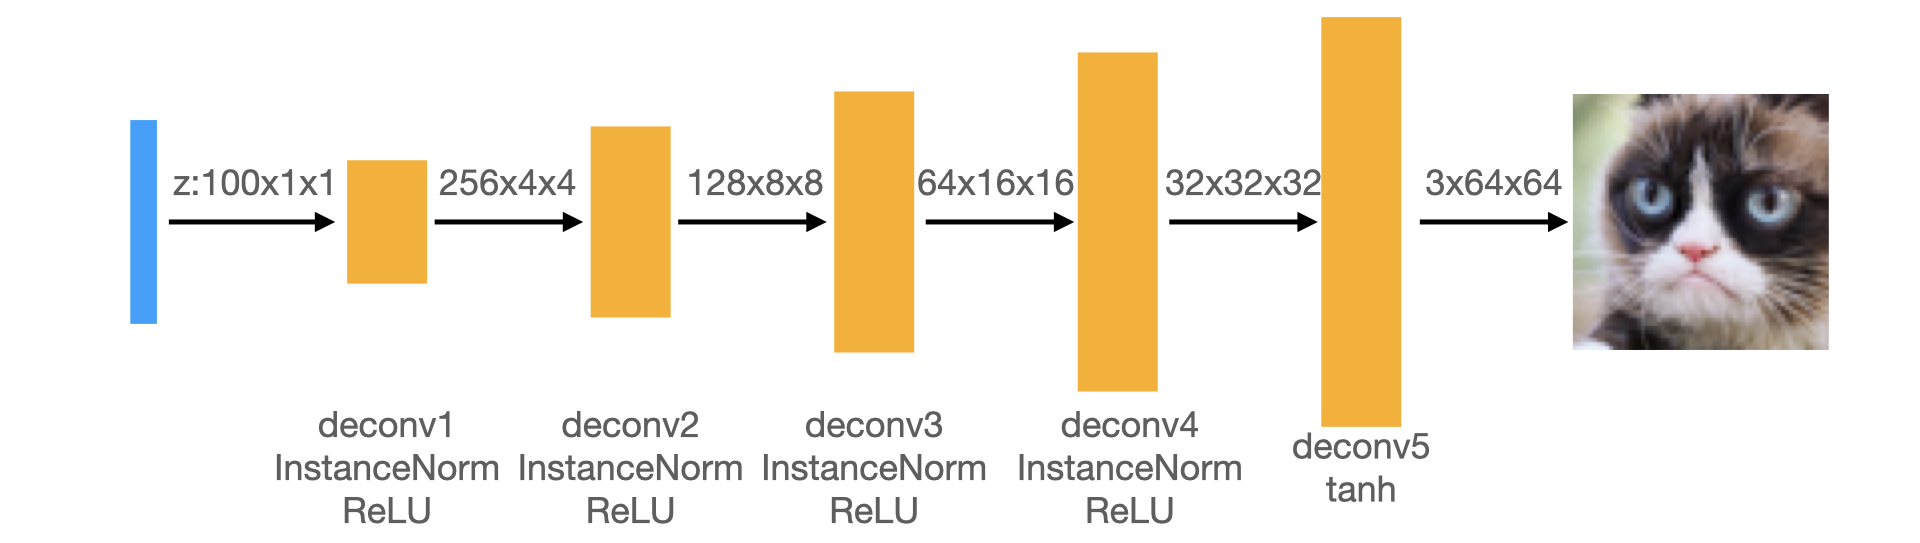 z:100x1x1
256x4x4
128x8x8
64x16x16
32x32x32
3x64x64
deconv1
InstanceNorm
ReLU
deconv2
InstanceNorm
ReLU
deconv3
InstanceNorm
ReLU
deconv4
InstanceNorm
ReLU
deconv5
tanh